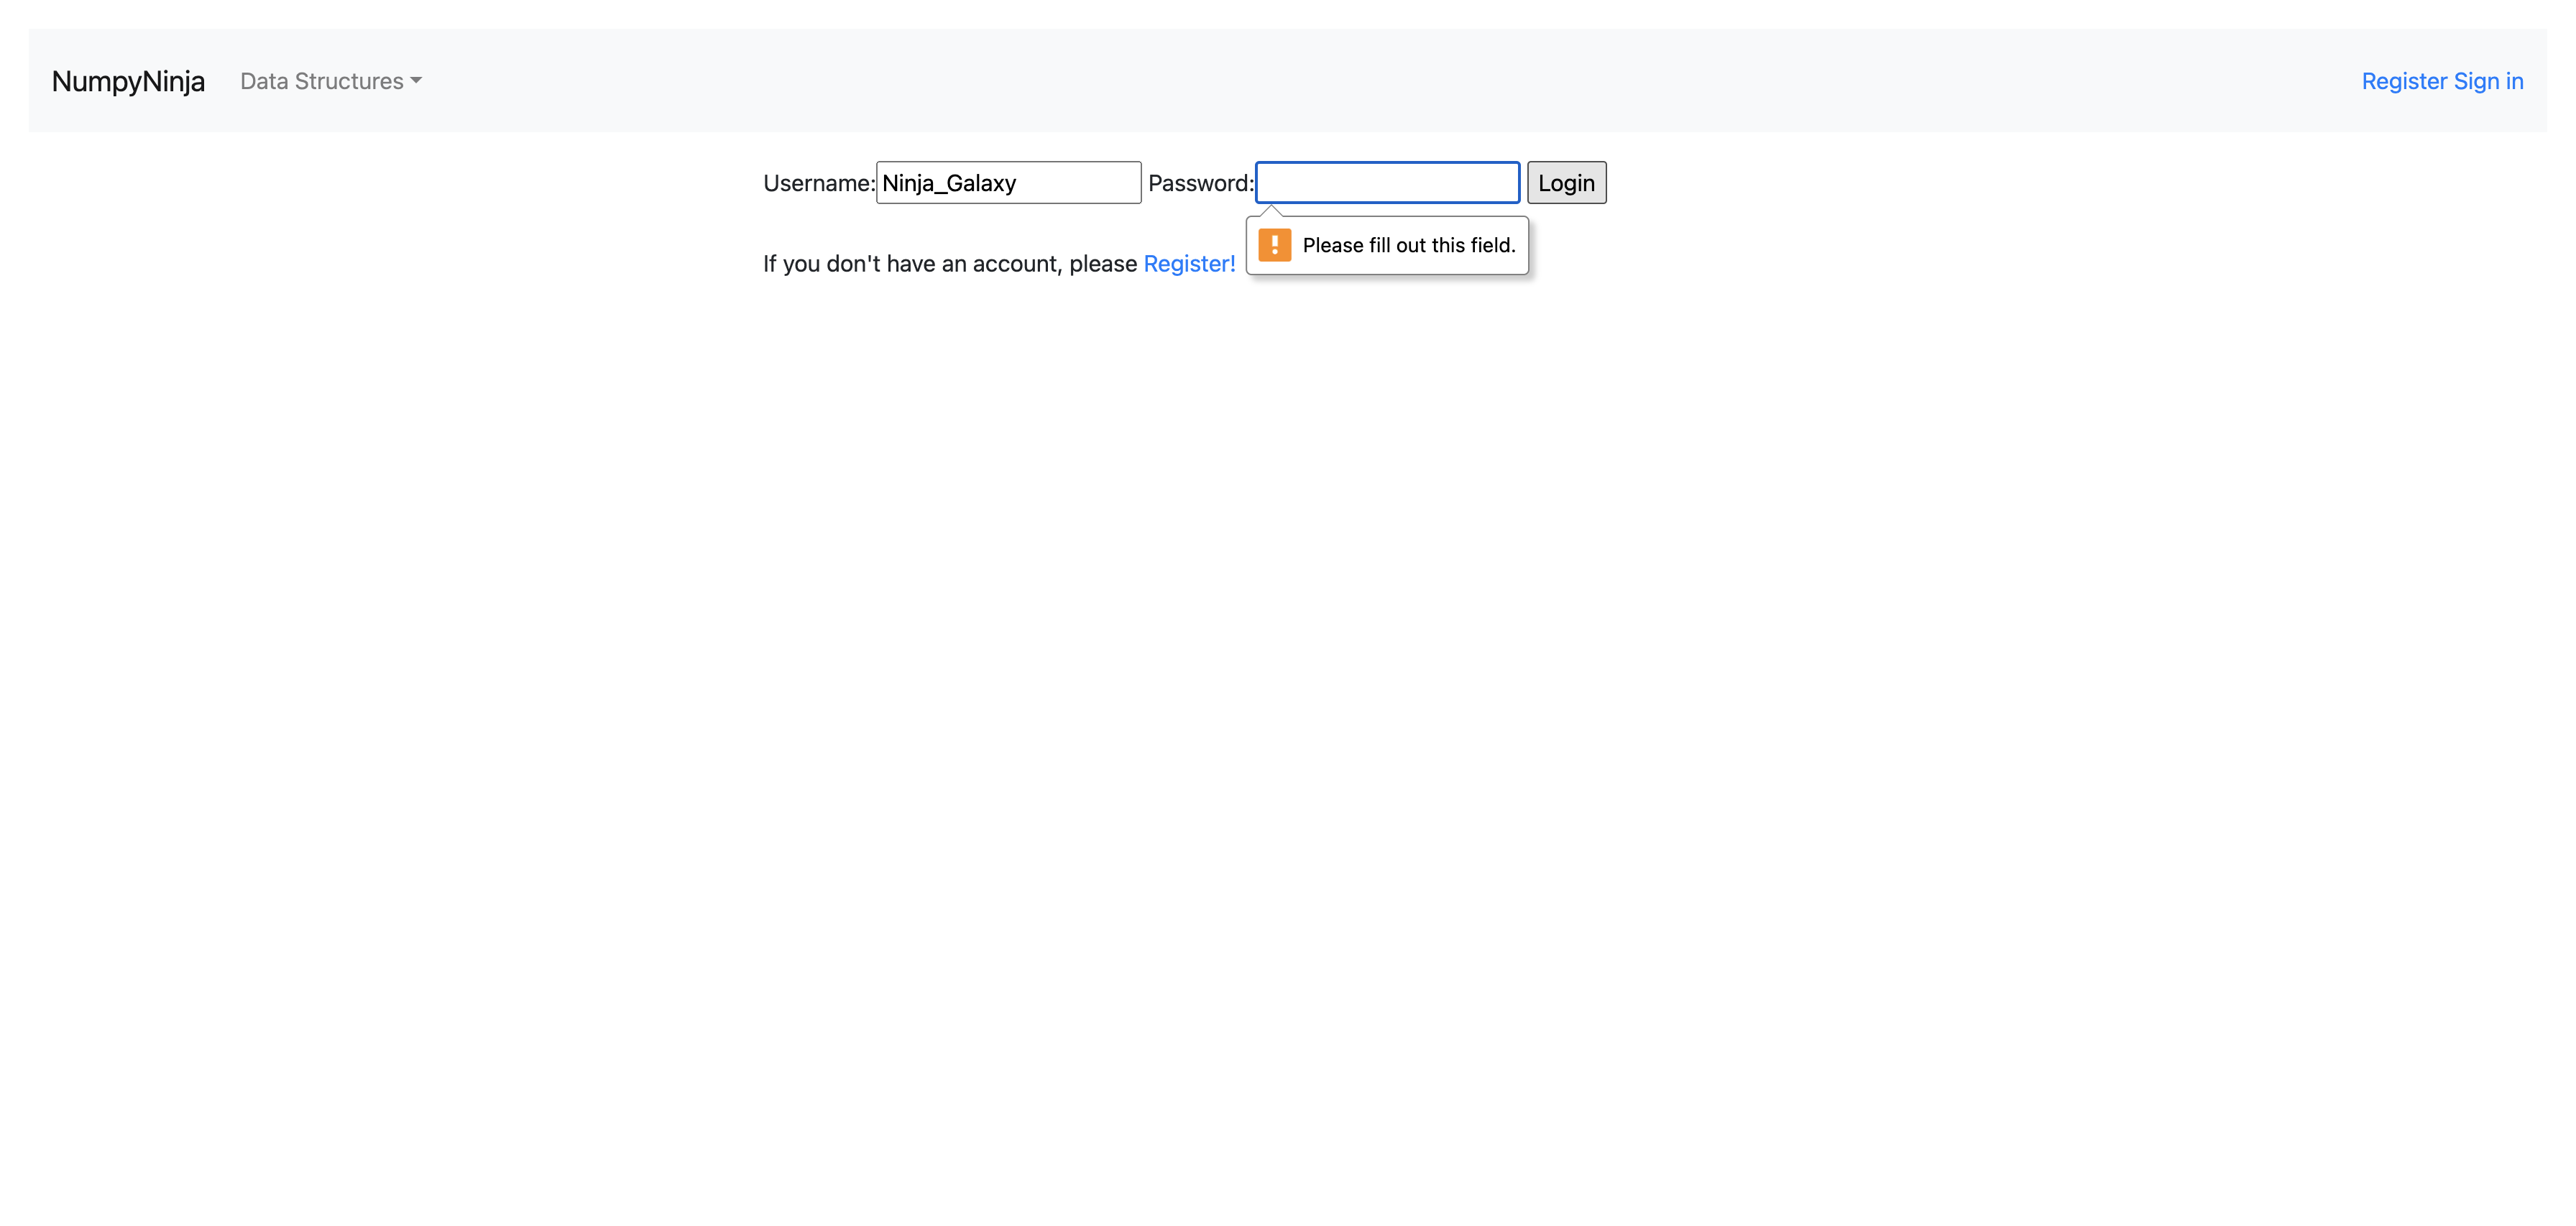 NumpyNinja Data Structures Register Sign in
Username: Ninja_Galaxy Password: Login
Please fill out this field.
If you don't have an account, please Register!